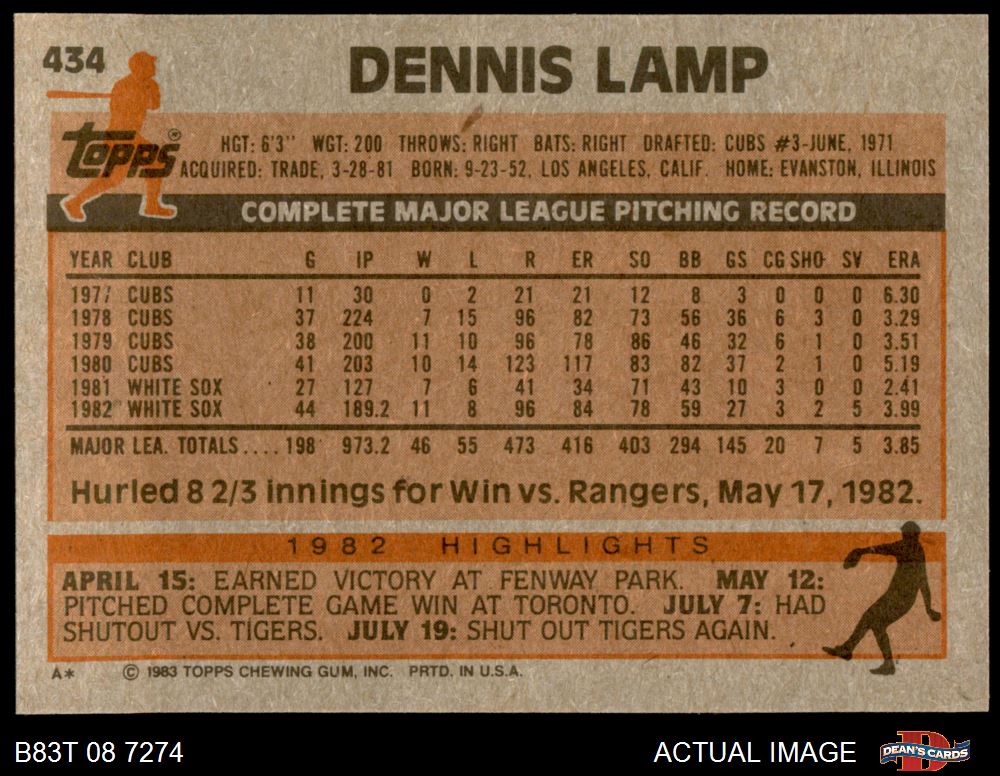 434
DENNIS LAMP
topps®
HGT: 6'3" WGT: 200 THROWS: RIGHT BATS: RIGHT DRAFTED: CUBS #3-JUNE, 1971
ACQUIRED: TRADE, 3-28-81 BORN: 9-23-52, LOS ANGELES, CALIF. HOME: EVANSTON, ILLINOIS
COMPLETE MAJOR LEAGUE PITCHING RECORD
YEAR CLUB G IP W L R ER SO BB GS CG SHO SV ERA
1977 CUBS 11 30 0 2 21 21 12 8 3 0 0 0 6.30
1978 CUBS 37 224 7 15 96 82 73 56 36 6 3 0 3.29
1979 CUBS 38 200 11 10 96 78 86 46 32 6 1 0 3.51
1980 CUBS 41 203 10 14 123 117 83 82 37 2 1 0 5.19
1981 WHITE SOX 27 127 7 6 41 34 71 43 10 3 0 0 2.41
1982 WHITE SOX 44 189.2 11 8 96 84 78 59 27 3 2 5 3.99
MAJOR LEA. TOTALS.... 198 973.2 46 55 473 416 403 294 145 20 7 5 3.85
Hurled 8 2/3 innings for Win vs. Rangers, May 17, 1982.
1982 HIGHLIGHTS
APRIL 15: EARNED VICTORY AT FENWAY PARK. MAY 12:
PITCHED COMPLETE GAME WIN AT TORONTO. JULY 7: HAD
SHUTOUT VS. TIGERS. JULY 19: SHUT OUT TIGERS AGAIN.
A* © 1983 TOPPS CHEWING GUM, INC. PRTD. IN U.S.A.
B83T 08 7274 ACTUAL IMAGE DEAN'S CARDS